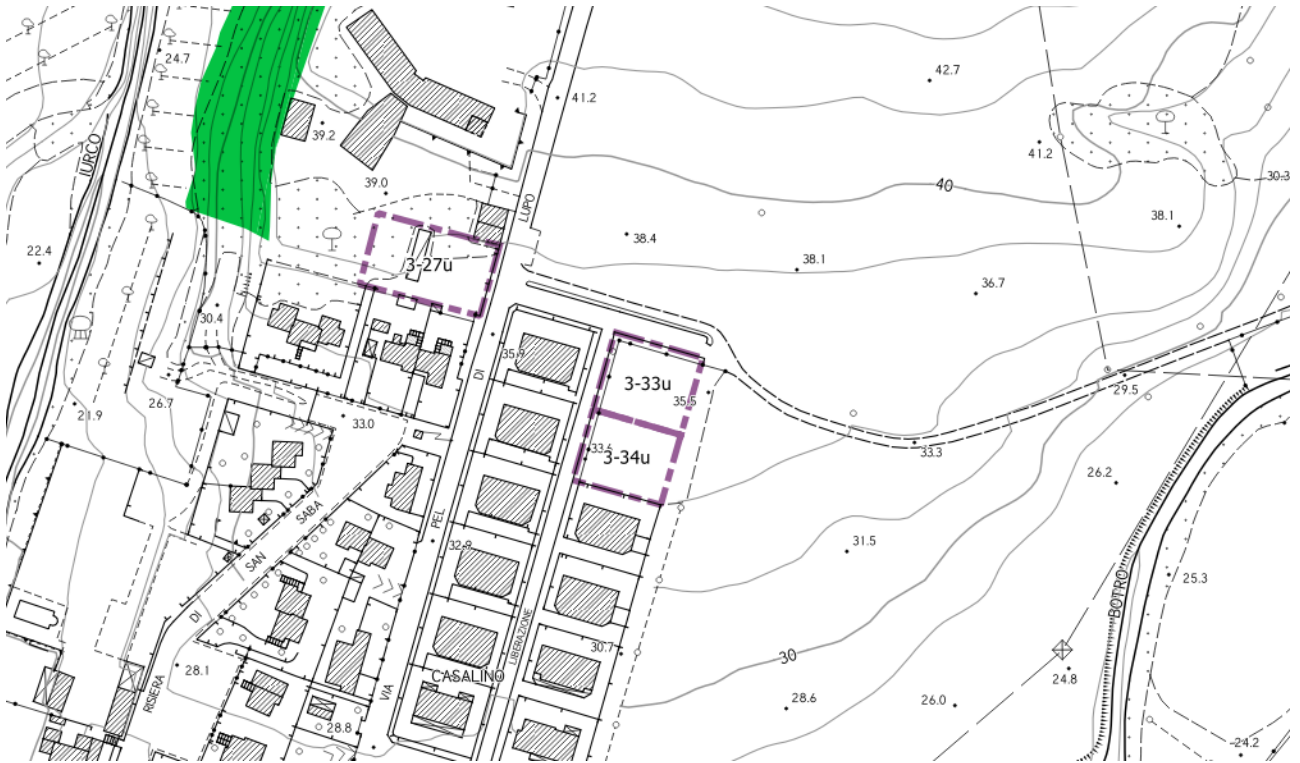 24.7
42.7
41.2
39.2
41.2
IURCO
39.0
40
30.3
LUPO
38.1
38.4
22.4
3-27u
38.1
36.7
30.4
35.9
DI
29.5
3-33u
26.7
35.5
21.9
33.0
33.3
33.6
3-34u
26.2
SABA
PEL
SAN
32.9
31.5
25.3
BOTRO
DI
LIBERAZIONE
30.7
30
28.1
CASALINO
24.8
RISIERA
VIA
28.6
26.0
28.8
24.2